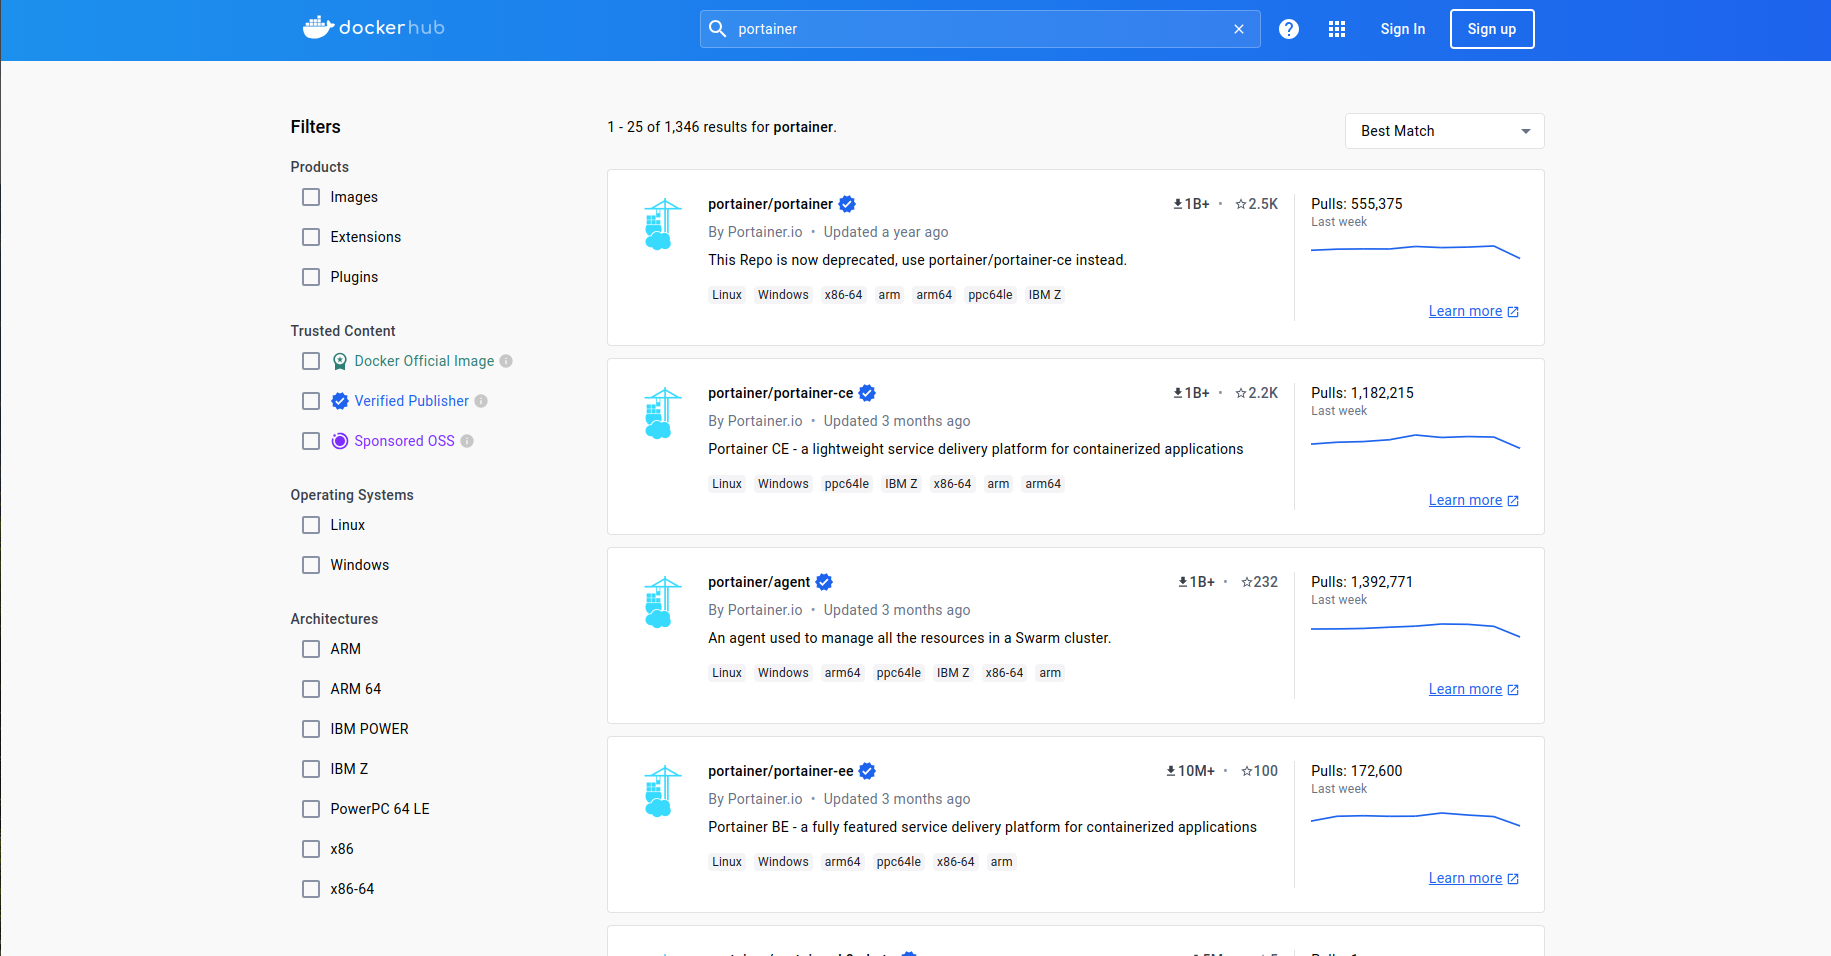 dockerhub
portainer
Sign In
Sign up
Filters
Products
Images
Extensions
Plugins
Trusted Content
Docker Official Image
Verified Publisher
Sponsored OSS
Operating Systems
Linux
Windows
Architectures
ARM
ARM 64
IBM POWER
IBM Z
PowerPC 64 LE
x86
x86-64
1 - 25 of 1,346 results for portainer.
Best Match
portainer/portainer
1B+ • 2.5K
By Portainer.io • Updated a year ago
This Repo is now deprecated, use portainer/portainer-ce instead.
Linux Windows x86-64 arm arm64 ppc64le IBM Z
Pulls: 555,375
Last week
Learn more
portainer/portainer-ce
1B+ • 2.2K
By Portainer.io • Updated 3 months ago
Portainer CE - a lightweight service delivery platform for containerized applications
Linux Windows ppc64le IBM Z x86-64 arm arm64
Pulls: 1,182,215
Last week
Learn more
portainer/agent
1B+ • 232
By Portainer.io • Updated 3 months ago
An agent used to manage all the resources in a Swarm cluster.
Linux Windows arm64 ppc64le IBM Z x86-64 arm
Pulls: 1,392,771
Last week
Learn more
portainer/portainer-ee
10M+ • 100
By Portainer.io • Updated 3 months ago
Portainer BE - a fully featured service delivery platform for containerized applications
Linux Windows arm64 ppc64le x86-64 arm
Pulls: 172,600
Last week
Learn more